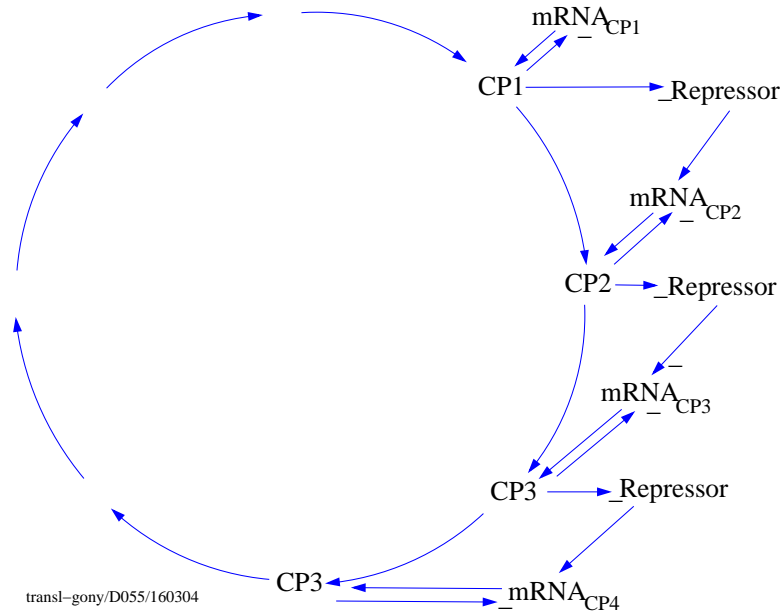 mRNA_CP1
CP1
_Repressor
mRNA_CP2
CP2
_Repressor
mRNA_CP3
CP3
_Repressor
CP3
_mRNA_CP4
transl–gony/D055/160304